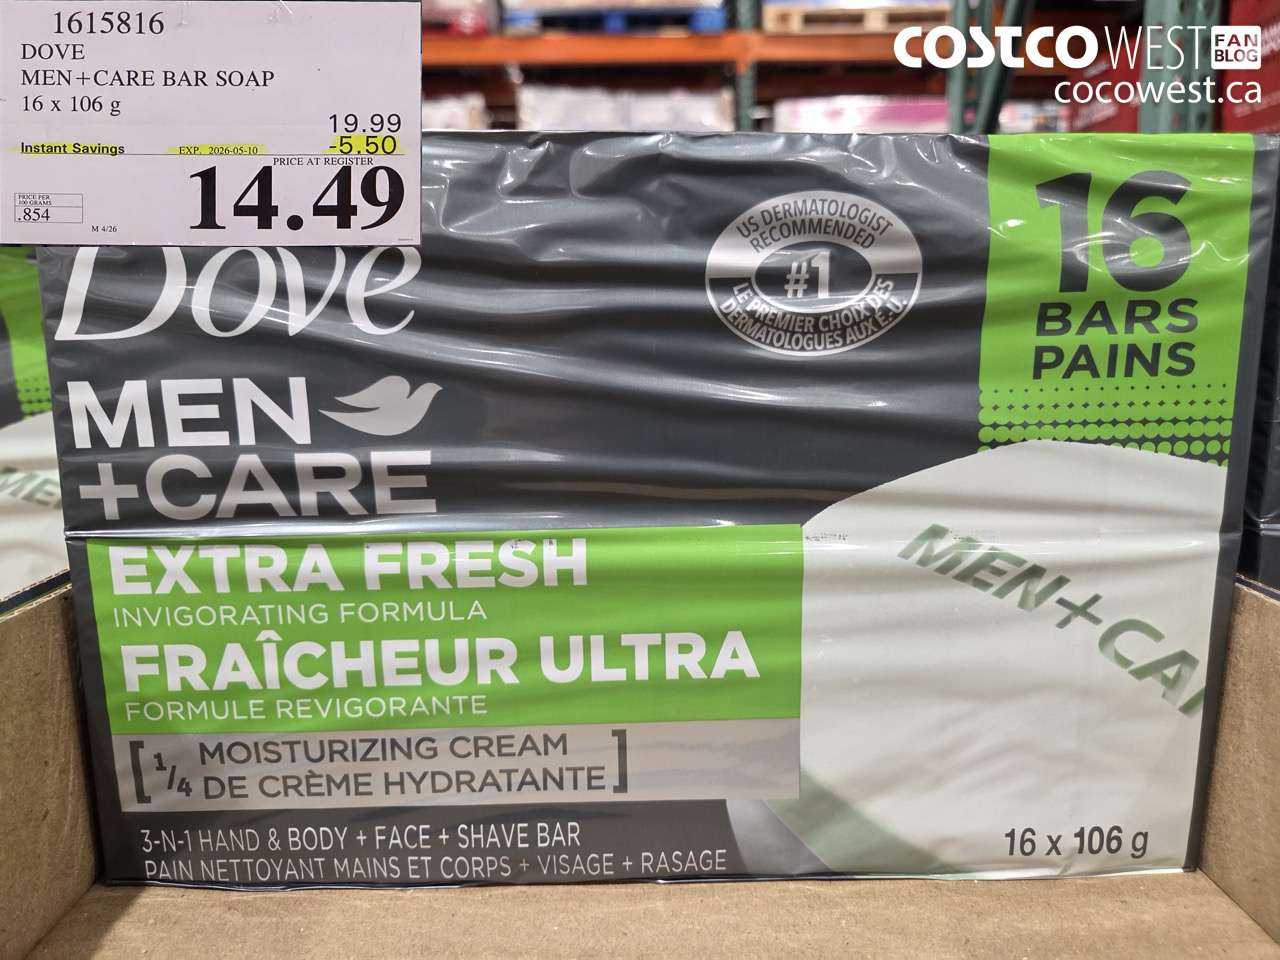 1615816
DOVE
MEN+CARE BAR SOAP
16 x 106 g
19.99
Instant Savings EXP. 2026-05-10 -5.50
PRICE AT REGISTER
14.49
PRICE PER
100 GRAMS
.854
M 4/26
COSTCO WEST FAN BLOG
cocowest.ca
Dove
MEN
+CARE
US DERMATOLOGIST
RECOMMENDED
#1
LE PREMIER CHOIX DES
DERMATOLOGUES AUX É.-U.
16
BARS
PAINS
EXTRA FRESH
INVIGORATING FORMULA
FRAÎCHEUR ULTRA
FORMULE REVIGORANTE
[1/4 MOISTURIZING CREAM
DE CRÈME HYDRATANTE]
3-N-1 HAND & BODY + FACE + SHAVE BAR
PAIN NETTOYANT MAINS ET CORPS + VISAGE + RASAGE
MEN+CA
16 x 106 g
ME